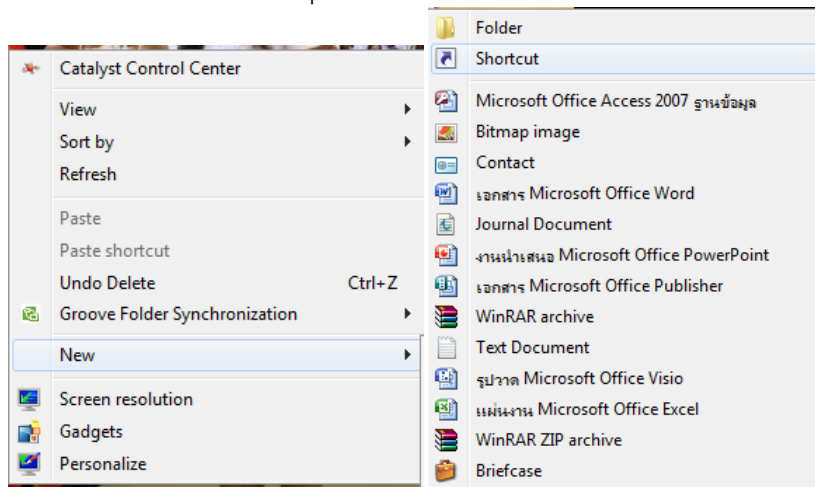 Catalyst Control Center
View
Sort by
Refresh
Paste
Paste shortcut
Undo Delete Ctrl+Z
Groove Folder Synchronization
New
Screen resolution
Gadgets
Personalize
Folder
Shortcut
Microsoft Office Access 2007 ฐานข้อมูล
Bitmap image
Contact
เอกสาร Microsoft Office Word
Journal Document
งานนำเสนอ Microsoft Office PowerPoint
เอกสาร Microsoft Office Publisher
WinRAR archive
Text Document
รูปวาด Microsoft Office Visio
แผ่นงาน Microsoft Office Excel
WinRAR ZIP archive
Briefcase